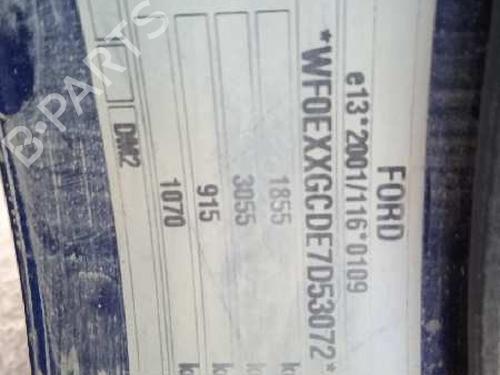 FORD
e13*2001/116*0109
*WF0EXXGCDE7D53072*
1855
3055
915
1070
DM2
B-PARTS